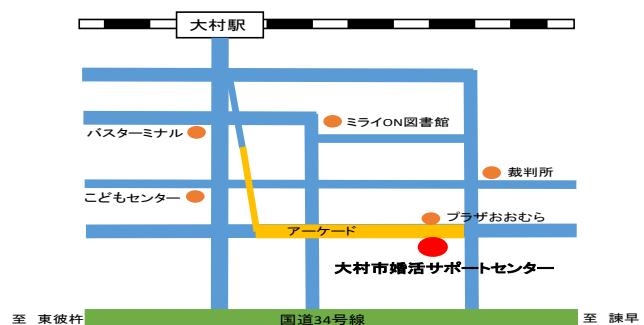 大村駅
ミライON図書館
バスターミナル
裁判所
こどもセンター
プラザおおむら
アーケード
大村市婚活サポートセンター
至 東彼杵
国道34号線
至 諫早